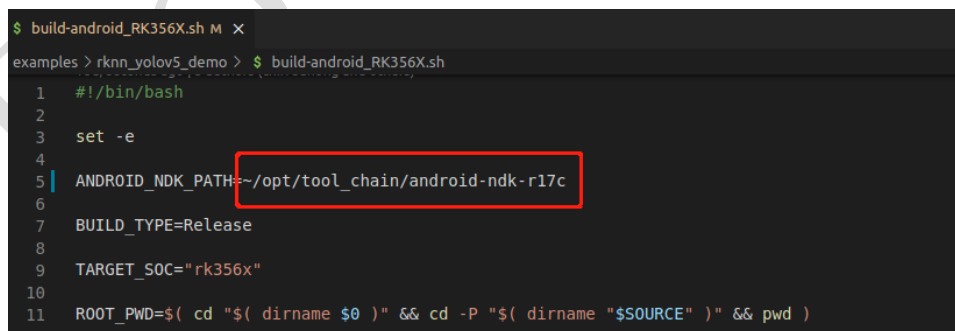 $ build-android_RK356X.sh M ×
examples > rknn_yolov5_demo > $ build-android_RK356X.sh
1 #!/bin/bash
2
3 set -e
4
5 ANDROID_NDK_PATH=~/opt/tool_chain/android-ndk-r17c
6
7 BUILD_TYPE=Release
8
9 TARGET_SOC="rk356x"
10
11 ROOT_PWD=$( cd "$( dirname $0 )" && cd -P "$( dirname "$SOURCE" )" && pwd )